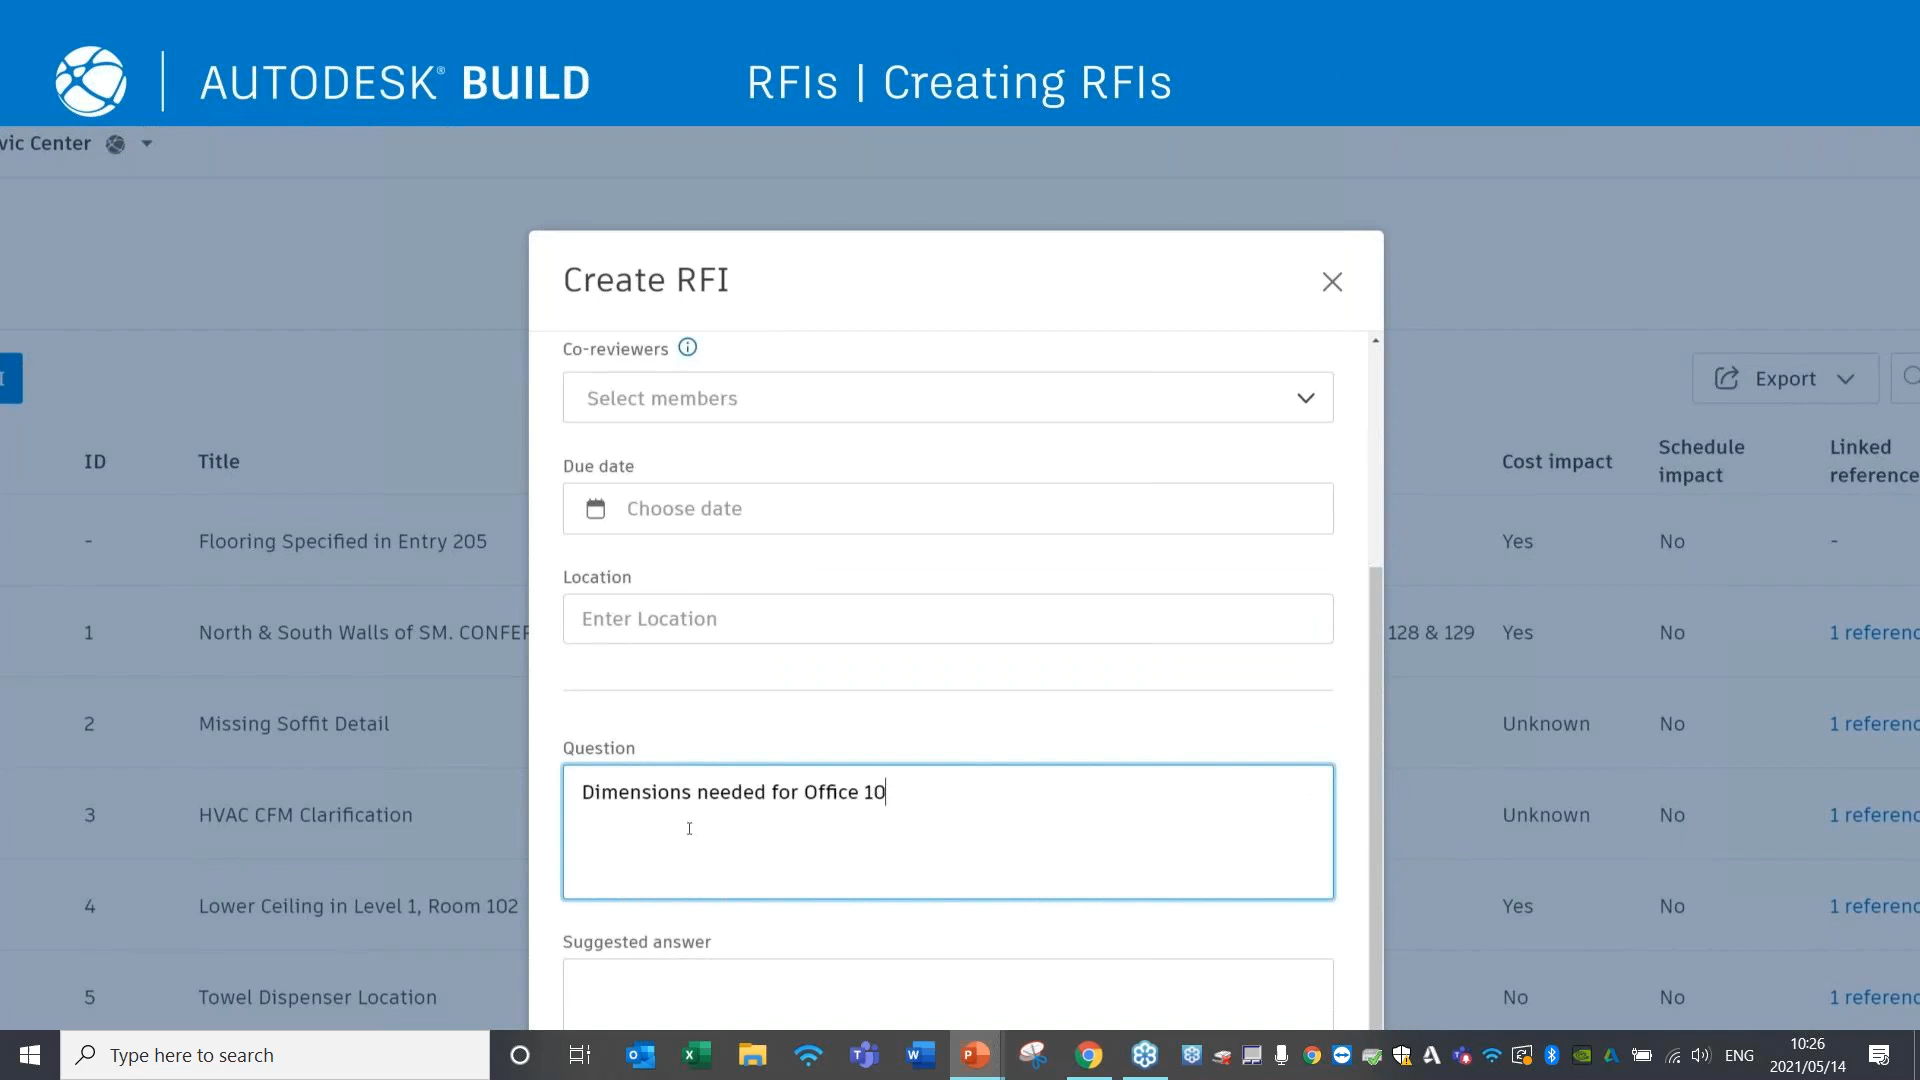 AUTODESK® BUILD
RFIs | Creating RFIs
vic Center
Create RFI
Co-reviewers
Select members
Export
Due date
Choose date
ID Title Cost impact Schedule impact Linked reference
Location
Enter Location
- Flooring Specified in Entry 205 Yes No -
1 North & South Walls of SM. CONFER 128 & 129 Yes No 1 referenc
2 Missing Soffit Detail Unknown No 1 referenc
Question
Dimensions needed for Office 10
3 HVAC CFM Clarification Unknown No 1 referenc
4 Lower Ceiling in Level 1, Room 102 Yes No 1 referenc
Suggested answer
5 Towel Dispenser Location No No 1 referenc
Type here to search
ENG
10:26
2021/05/14